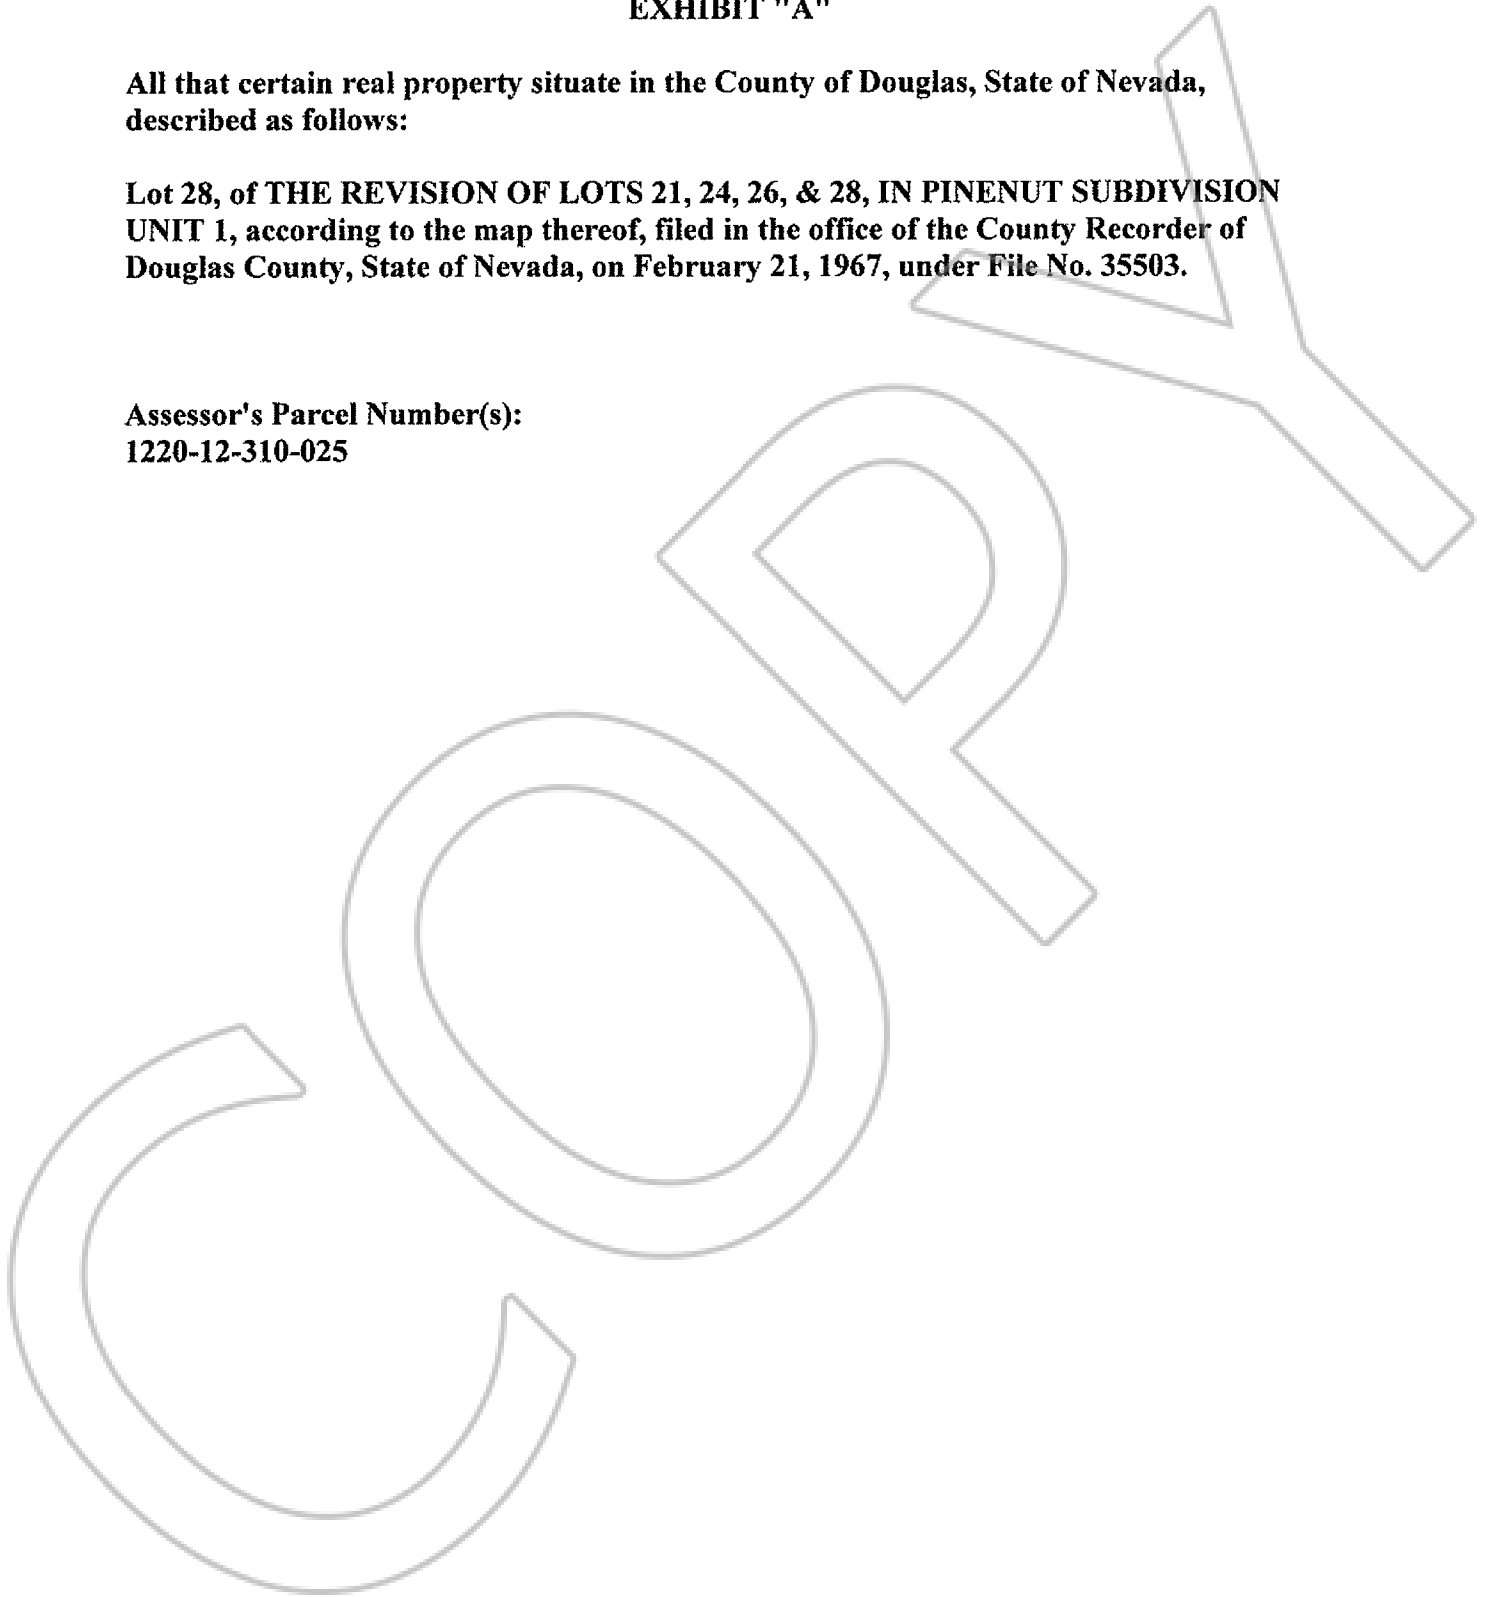 EXHIBIT "A"
All that certain real property situate in the County of Douglas, State of Nevada,
described as follows:
Lot 28, of THE REVISION OF LOTS 21, 24, 26, & 28, IN PINENUT SUBDIVISION
UNIT 1, according to the map thereof, filed in the office of the County Recorder of
Douglas County, State of Nevada, on February 21, 1967, under File No. 35503.
Assessor's Parcel Number(s):
1220-12-310-025
COPY